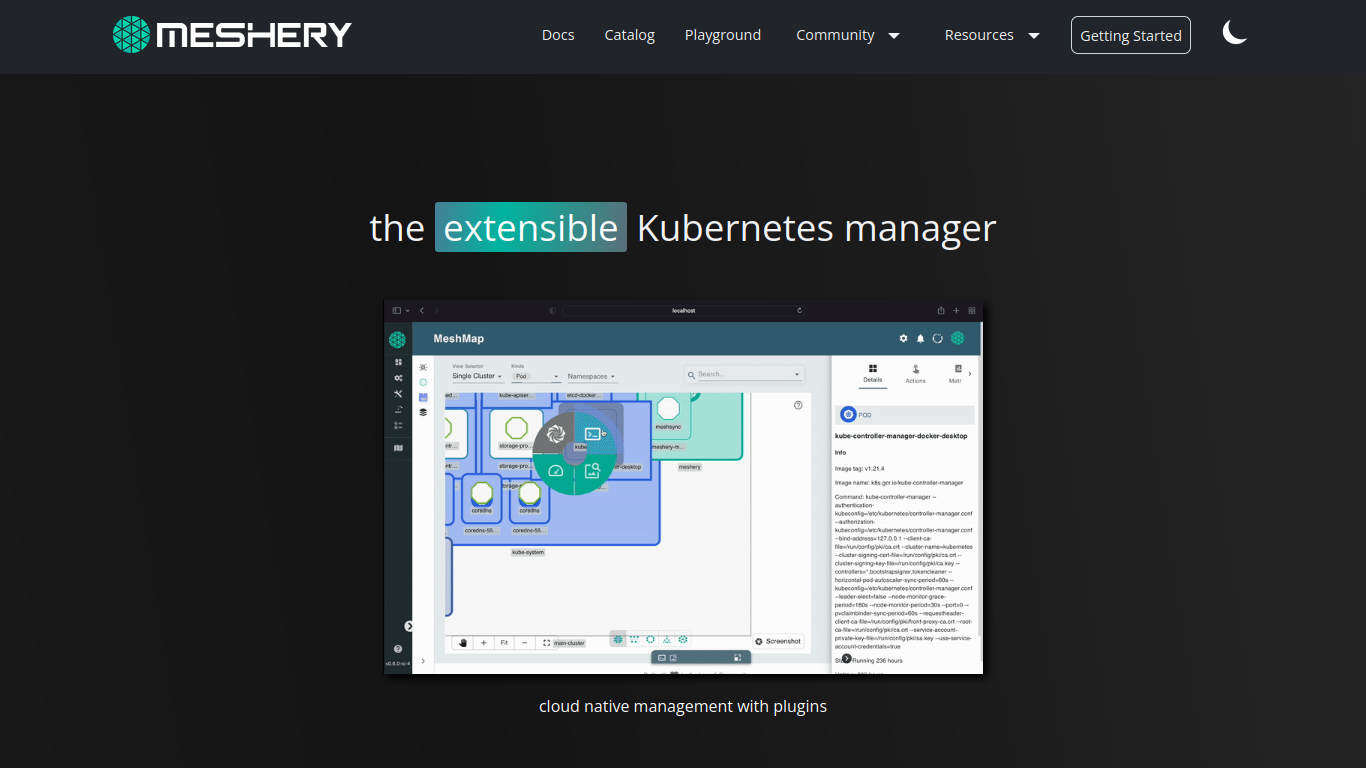 MESHERY
Docs Catalog Playground Community Resources Getting Started
the extensible Kubernetes manager
localhost
MeshMap
View Selector Kinds
Single Cluster Pod Namespaces Search...
Details Actions Metr
kube-apiser... etcd-docker...
POD
meshsync
storage-pro...
meshery-m...
kube-controller-manager-docker-desktop
storage-pro... r-desktop meshery
Info
Image tag: v1.21.4
Image name: k8s.gcr.io/kube-controller-manager
Command: kube-controller-manager --
authentication-
kubeconfig=/etc/kubernetes/controller-manager.conf
--authorization-
kubeconfig=/etc/kubernetes/controller-manager.conf
--bind-address=127.0.0.1 --client-ca-
file=/run/config/pki/ca.crt --cluster-name=kubernetes
--cluster-signing-cert-file=/run/config/pki/ca.crt --
cluster-signing-key-file=/run/config/pki/ca.key --
controllers=*,bootstrapsigner,tokencleaner --
horizontal-pod-autoscaler-sync-period=60s --
kubeconfig=/etc/kubernetes/controller-manager.conf
--leader-elect=false --node-monitor-grace-
period=180s --node-monitor-period=30s --port=0 --
pvclaimbinder-sync-period=60s --requestheader-
client-ca-file=/run/config/pki/front-proxy-ca.crt --root-
ca-file=/run/config/pki/ca.crt --service-account-
private-key-file=/run/config/pki/sa.key --use-service-
account-credentials=true
coredns coredns
coredns-55... coredns-55...
kube-system
Fit main-cluster Screenshot
Running 236 hours
v0.6.0-rc-4
cloud native management with plugins